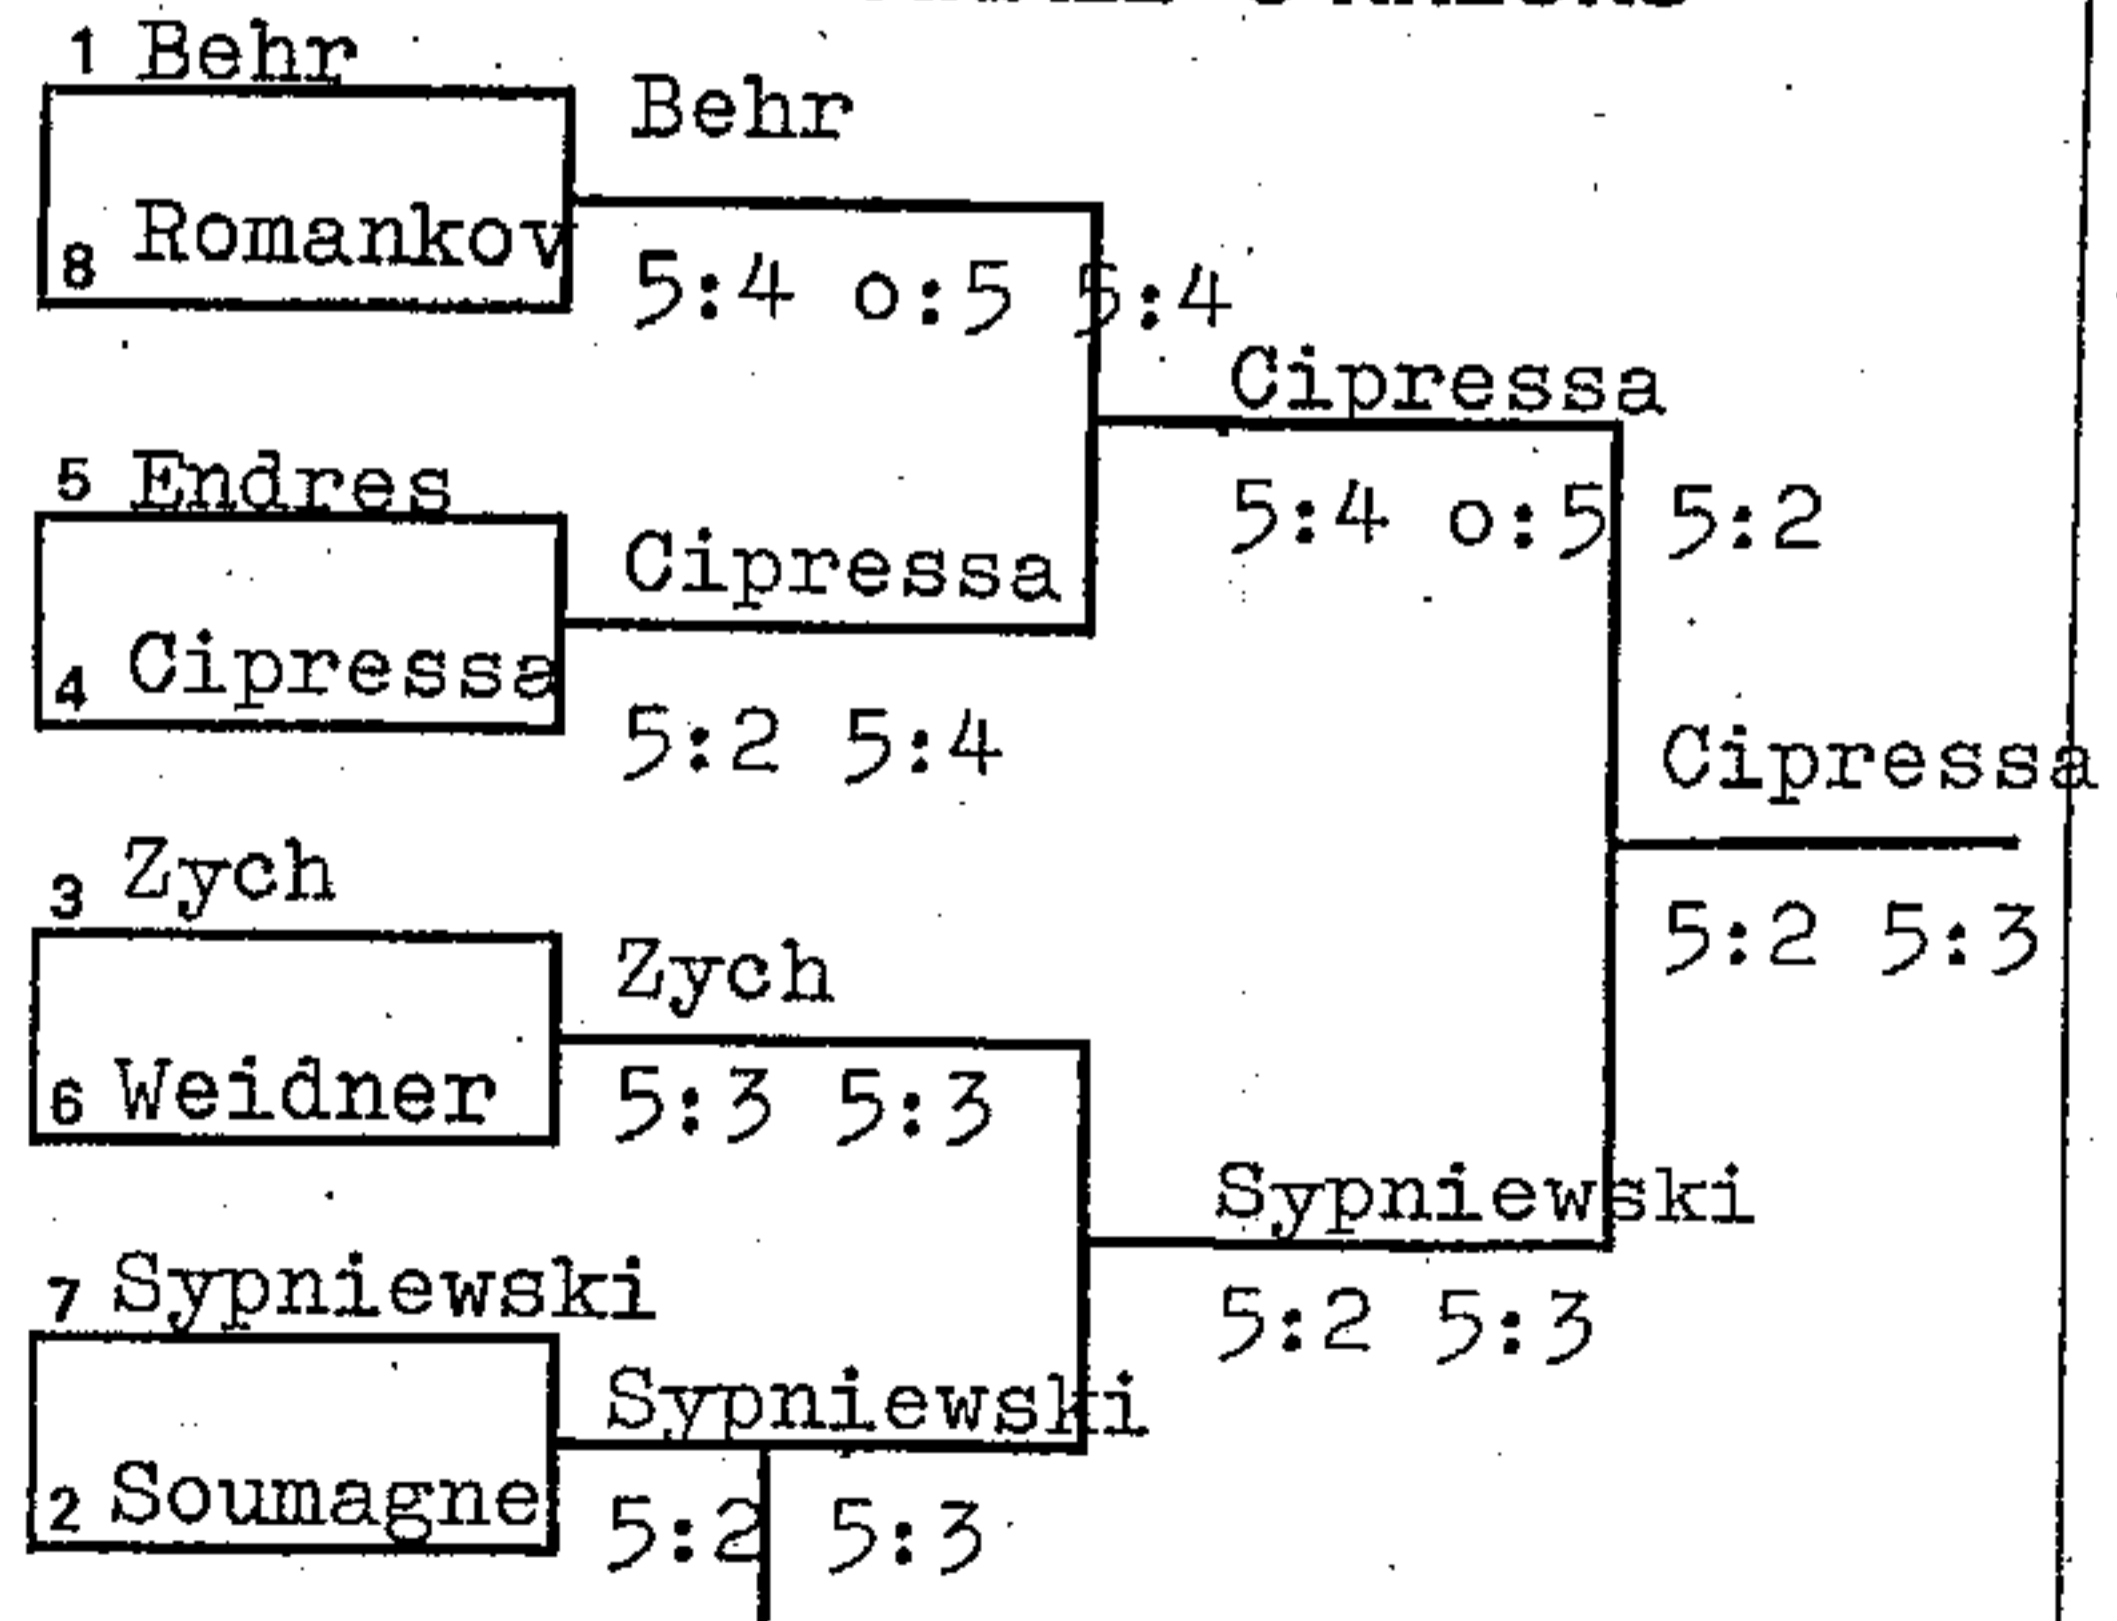 1 Behr
Behr
8 Romankov
5:4 o:5 5:4
Cipressa
5 Endres
5:4 o:5 5:2
Cipressa
4 Cipressa
5:2 5:4
Cipressa
3 Zych
5:2 5:3
Zych
6 Weidner
5:3 5:3
Sypniewski
7 Sypniewski
5:2 5:3
Sypniewski
2 Soumagne
5:2 5:3